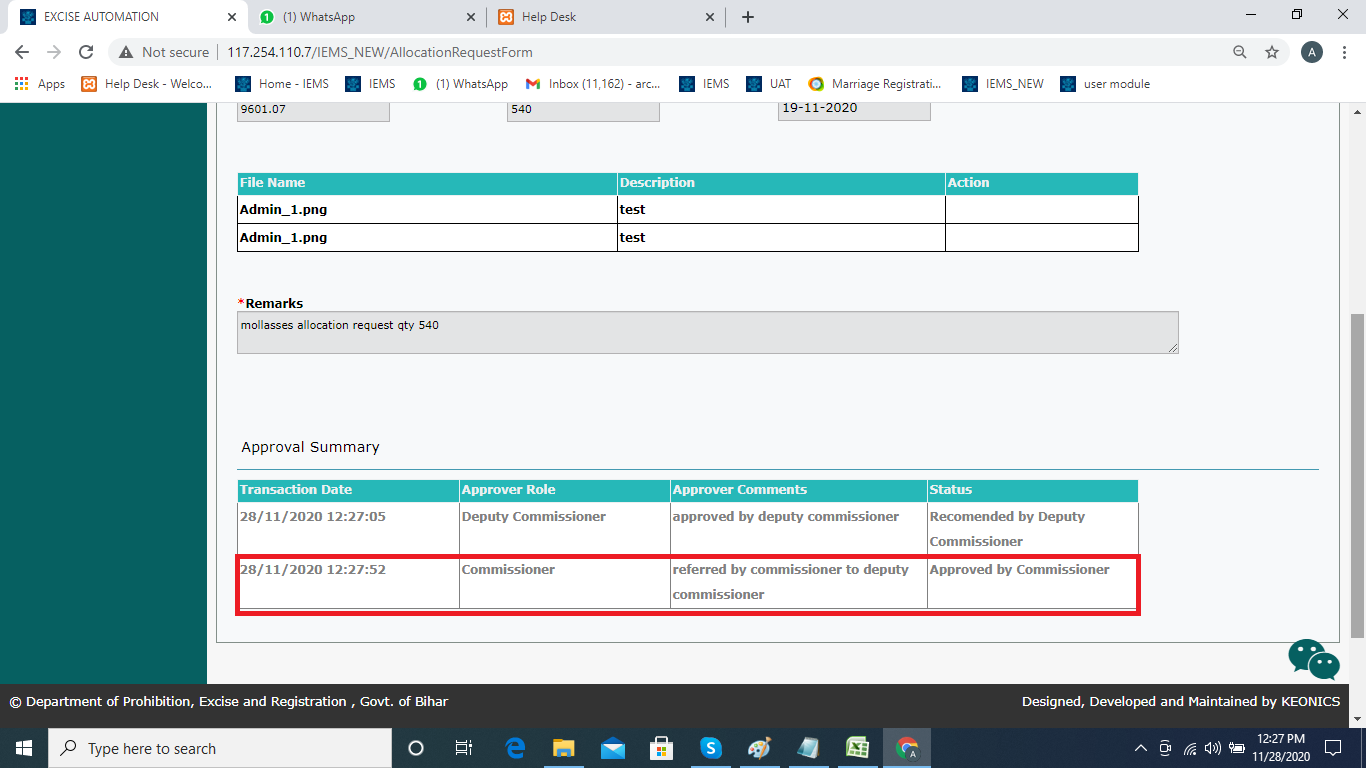 EXCISE AUTOMATION
(1) WhatsApp
Help Desk
Not secure
117.254.110.7/IEMS_NEW/AllocationRequestForm
A
Apps
Help Desk - Welco...
Home - IEMS
IEMS
(1) WhatsApp
Inbox (11,162) - arc...
IEMS
UAT
Marriage Registrati...
IEMS_NEW
user module
9601.07
540
19-11-2020
File Name
Description
Action
Admin_1.png
test
Admin_1.png
test
*Remarks
mollasses allocation request qty 540
Approval Summary
Transaction Date
Approver Role
Approver Comments
Status
28/11/2020 12:27:05
Deputy Commissioner
approved by deputy commissioner
Recomended by Deputy
Commissioner
28/11/2020 12:27:52
Commissioner
referred by commissioner to deputy
commissioner
Approved by Commissioner
© Department of Prohibition, Excise and Registration , Govt. of Bihar
Designed, Developed and Maintained by KEONICS
Type here to search
12:27 PM
11/28/2020